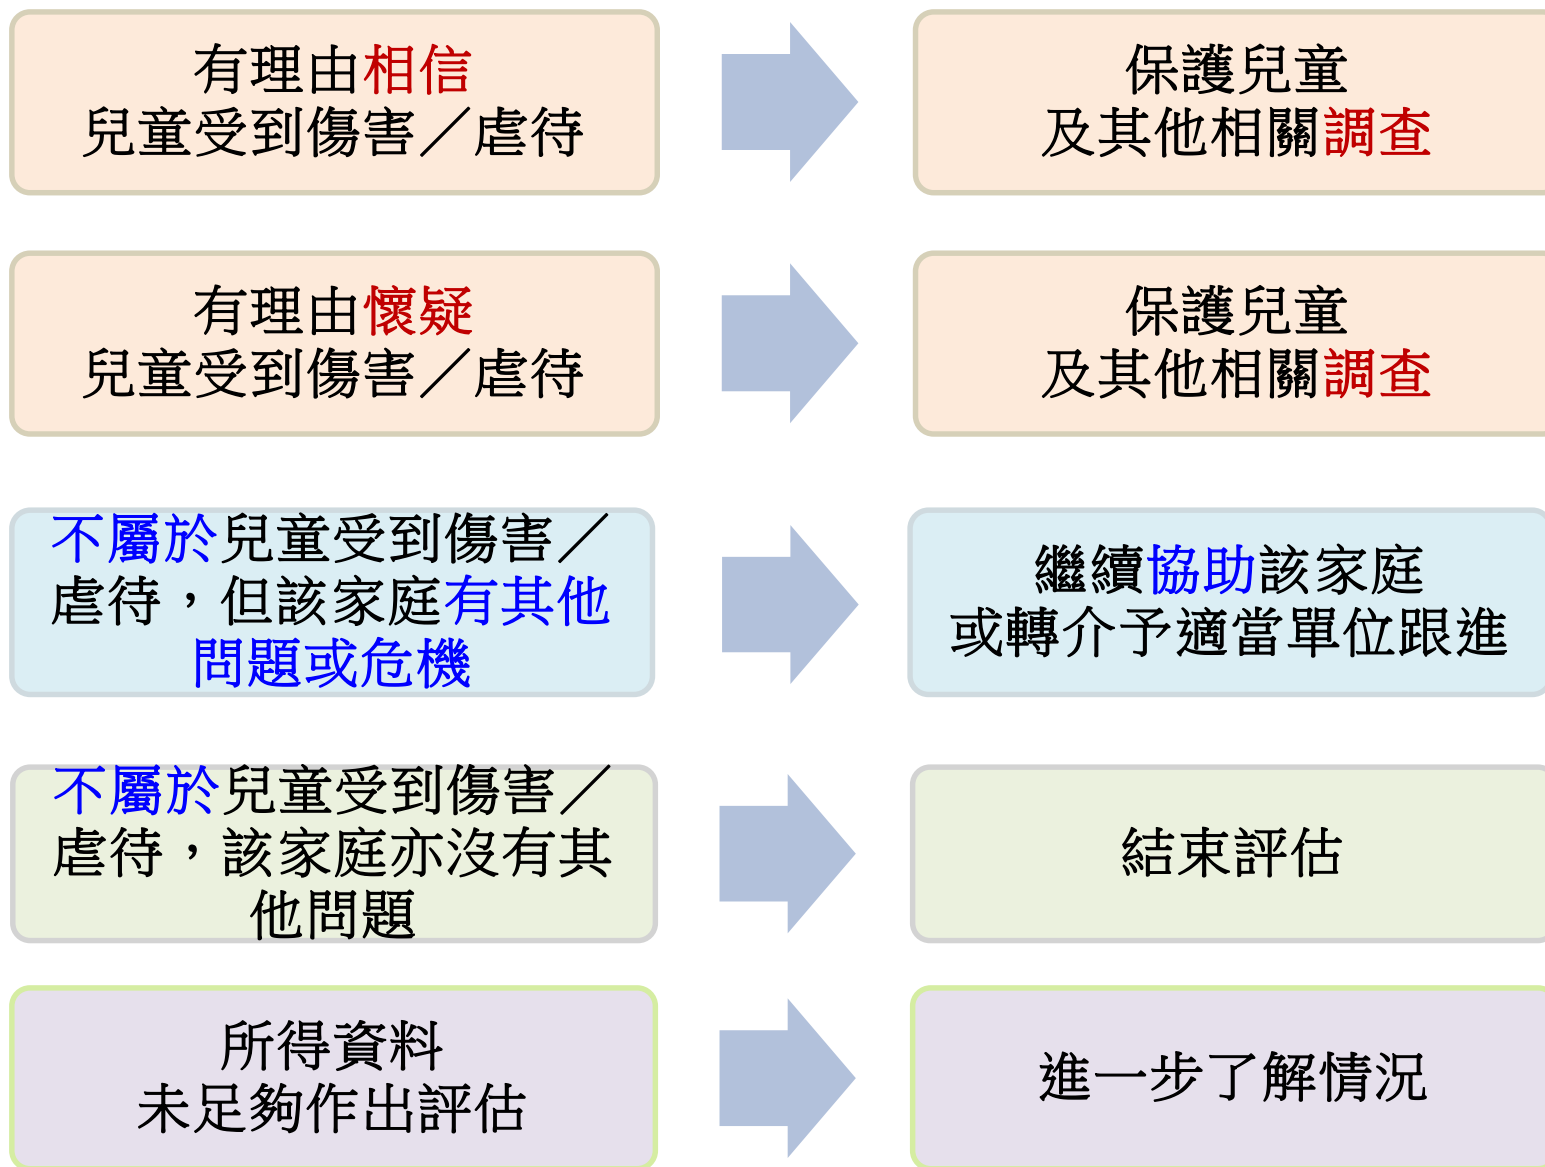 有理由相信
兒童受到傷害／虐待
保護兒童
及其他相關調查
有理由懷疑
兒童受到傷害／虐待
保護兒童
及其他相關調查
不屬於兒童受到傷害／
虐待，但該家庭有其他
問題或危機
繼續協助該家庭
或轉介予適當單位跟進
不屬於兒童受到傷害／
虐待，該家庭亦沒有其
他問題
結束評估
所得資料
未足夠作出評估
進一步了解情況